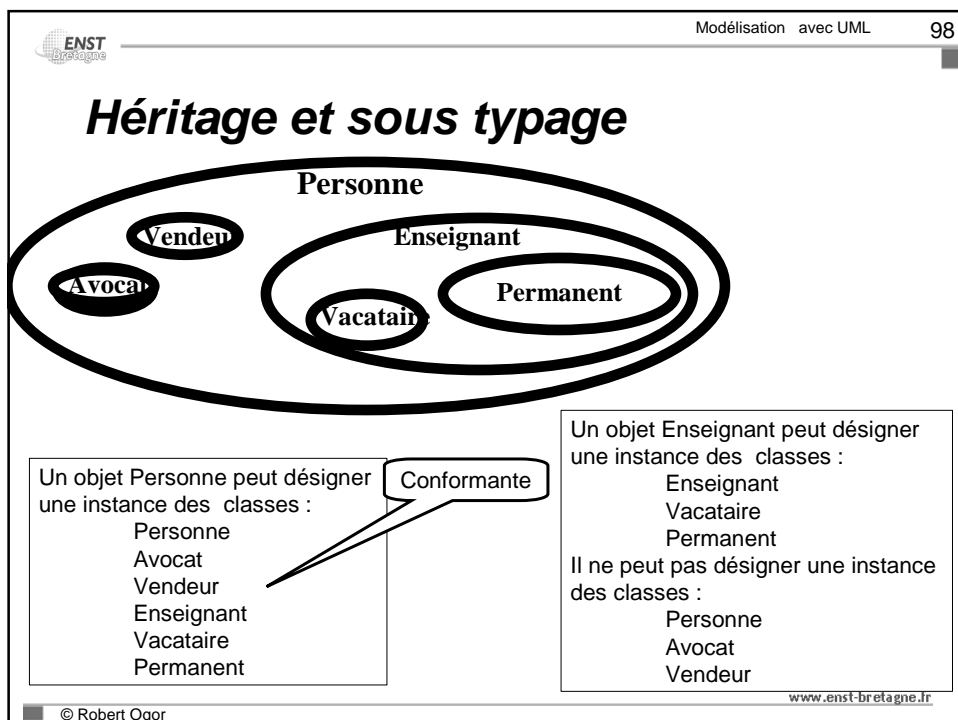 ENST
Bretagne
Modélisation avec UML
98
Héritage et sous typage
Personne
Vendeu
Enseignant
Avocat
Permanent
Vacataire
Un objet Personne peut désigner
une instance des classes :
Personne
Avocat
Vendeur
Enseignant
Vacataire
Permanent
Conformante
Un objet Enseignant peut désigner
une instance des classes :
Enseignant
Vacataire
Permanent
Il ne peut pas désigner une instance
des classes :
Personne
Avocat
Vendeur
www.enst-bretagne.fr
© Robert Ogor